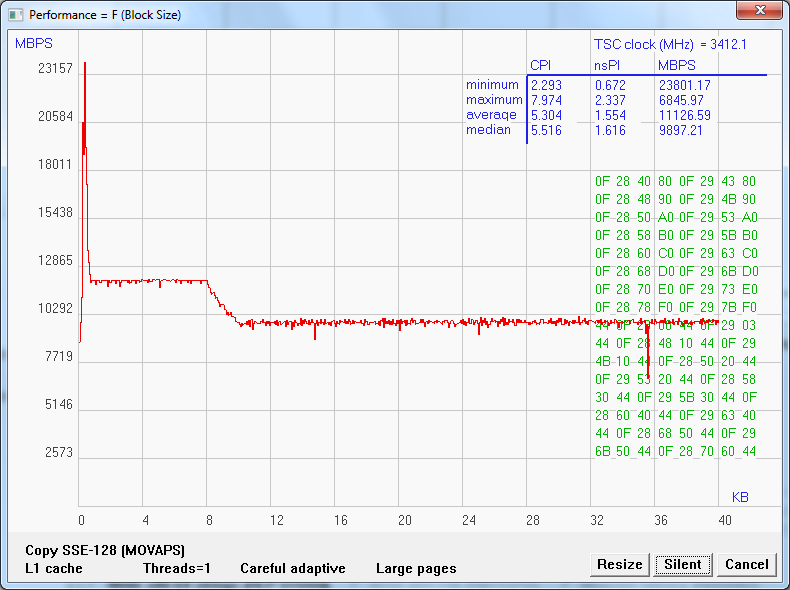 Performance = F (Block Size)
MBPS
TSC clock (MHz) = 3412.1
CPI nsPI MBPS
minimum 2.293 0.672 23801.17
maximum 7.974 2.337 6845.97
average 5.304 1.554 11126.59
median 5.516 1.616 9897.21
23157
20584
18011
15438
12865
10292
7719
5146
2573
0F 28 40 80 0F 29 43 80
0F 28 48 90 0F 29 4B 90
0F 28 50 A0 0F 29 53 A0
0F 28 58 B0 0F 29 5B B0
0F 28 60 C0 0F 29 63 C0
0F 28 68 D0 0F 29 6B D0
0F 28 70 E0 0F 29 73 E0
0F 28 78 F0 0F 29 7B F0
44 0F 28 00 44 0F 29 03
44 0F 28 48 10 44 0F 29
4B 10 44 0F 28 50 20 44
0F 29 53 20 44 0F 28 58
30 44 0F 29 5B 30 44 0F
28 60 40 44 0F 29 63 40
44 0F 28 68 50 44 0F 29
6B 50 44 0F 28 70 60 44
KB
0 4 8 12 16 20 24 28 32 36 40
Copy SSE-128 (MOVAPS)
L1 cache Threads=1 Careful adaptive Large pages
Resize Silent Cancel